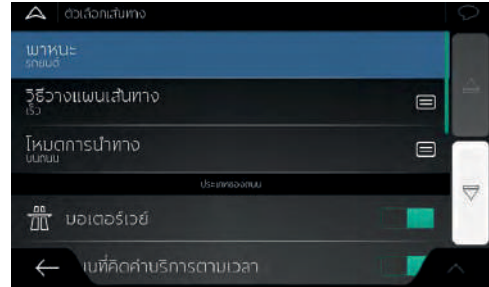 ตัวเลือกเส้นทาง
พาหนะ
รถยนต์
วิธีวางแผนเส้นทาง
เร็ว
โหมดการนำทาง
บนถนน
ประเภทของถนน
มอเตอร์เวย์
นที่คิดค่าบริการตามเวลา